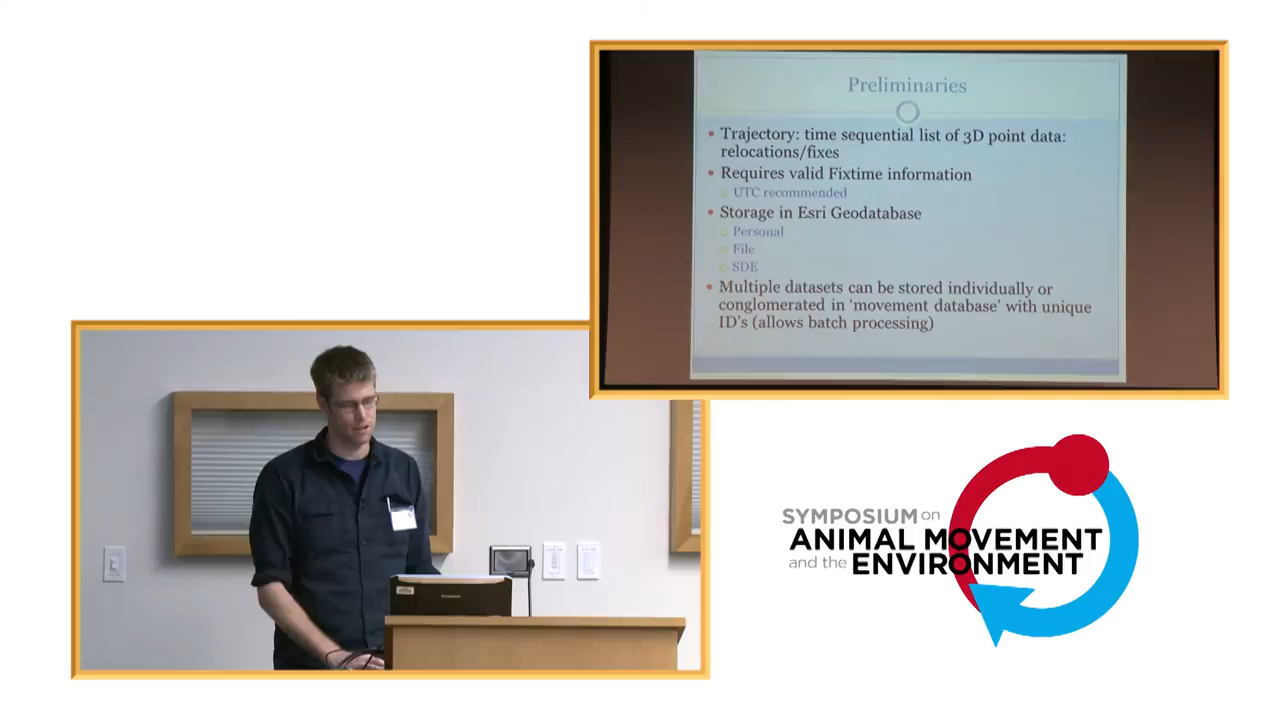 Preliminaries
• Trajectory: time sequential list of 3D point data:
relocations/fixes
• Requires valid Fixtime information
UTC recommended
• Storage in Esri Geodatabase
Personal
File
SDE
• Multiple datasets can be stored individually or
conglomerated in ‘movement database’ with unique
ID’s (allows batch processing)
SYMPOSIUM on
ANIMAL MOVEMENT
and the ENVIRONMENT